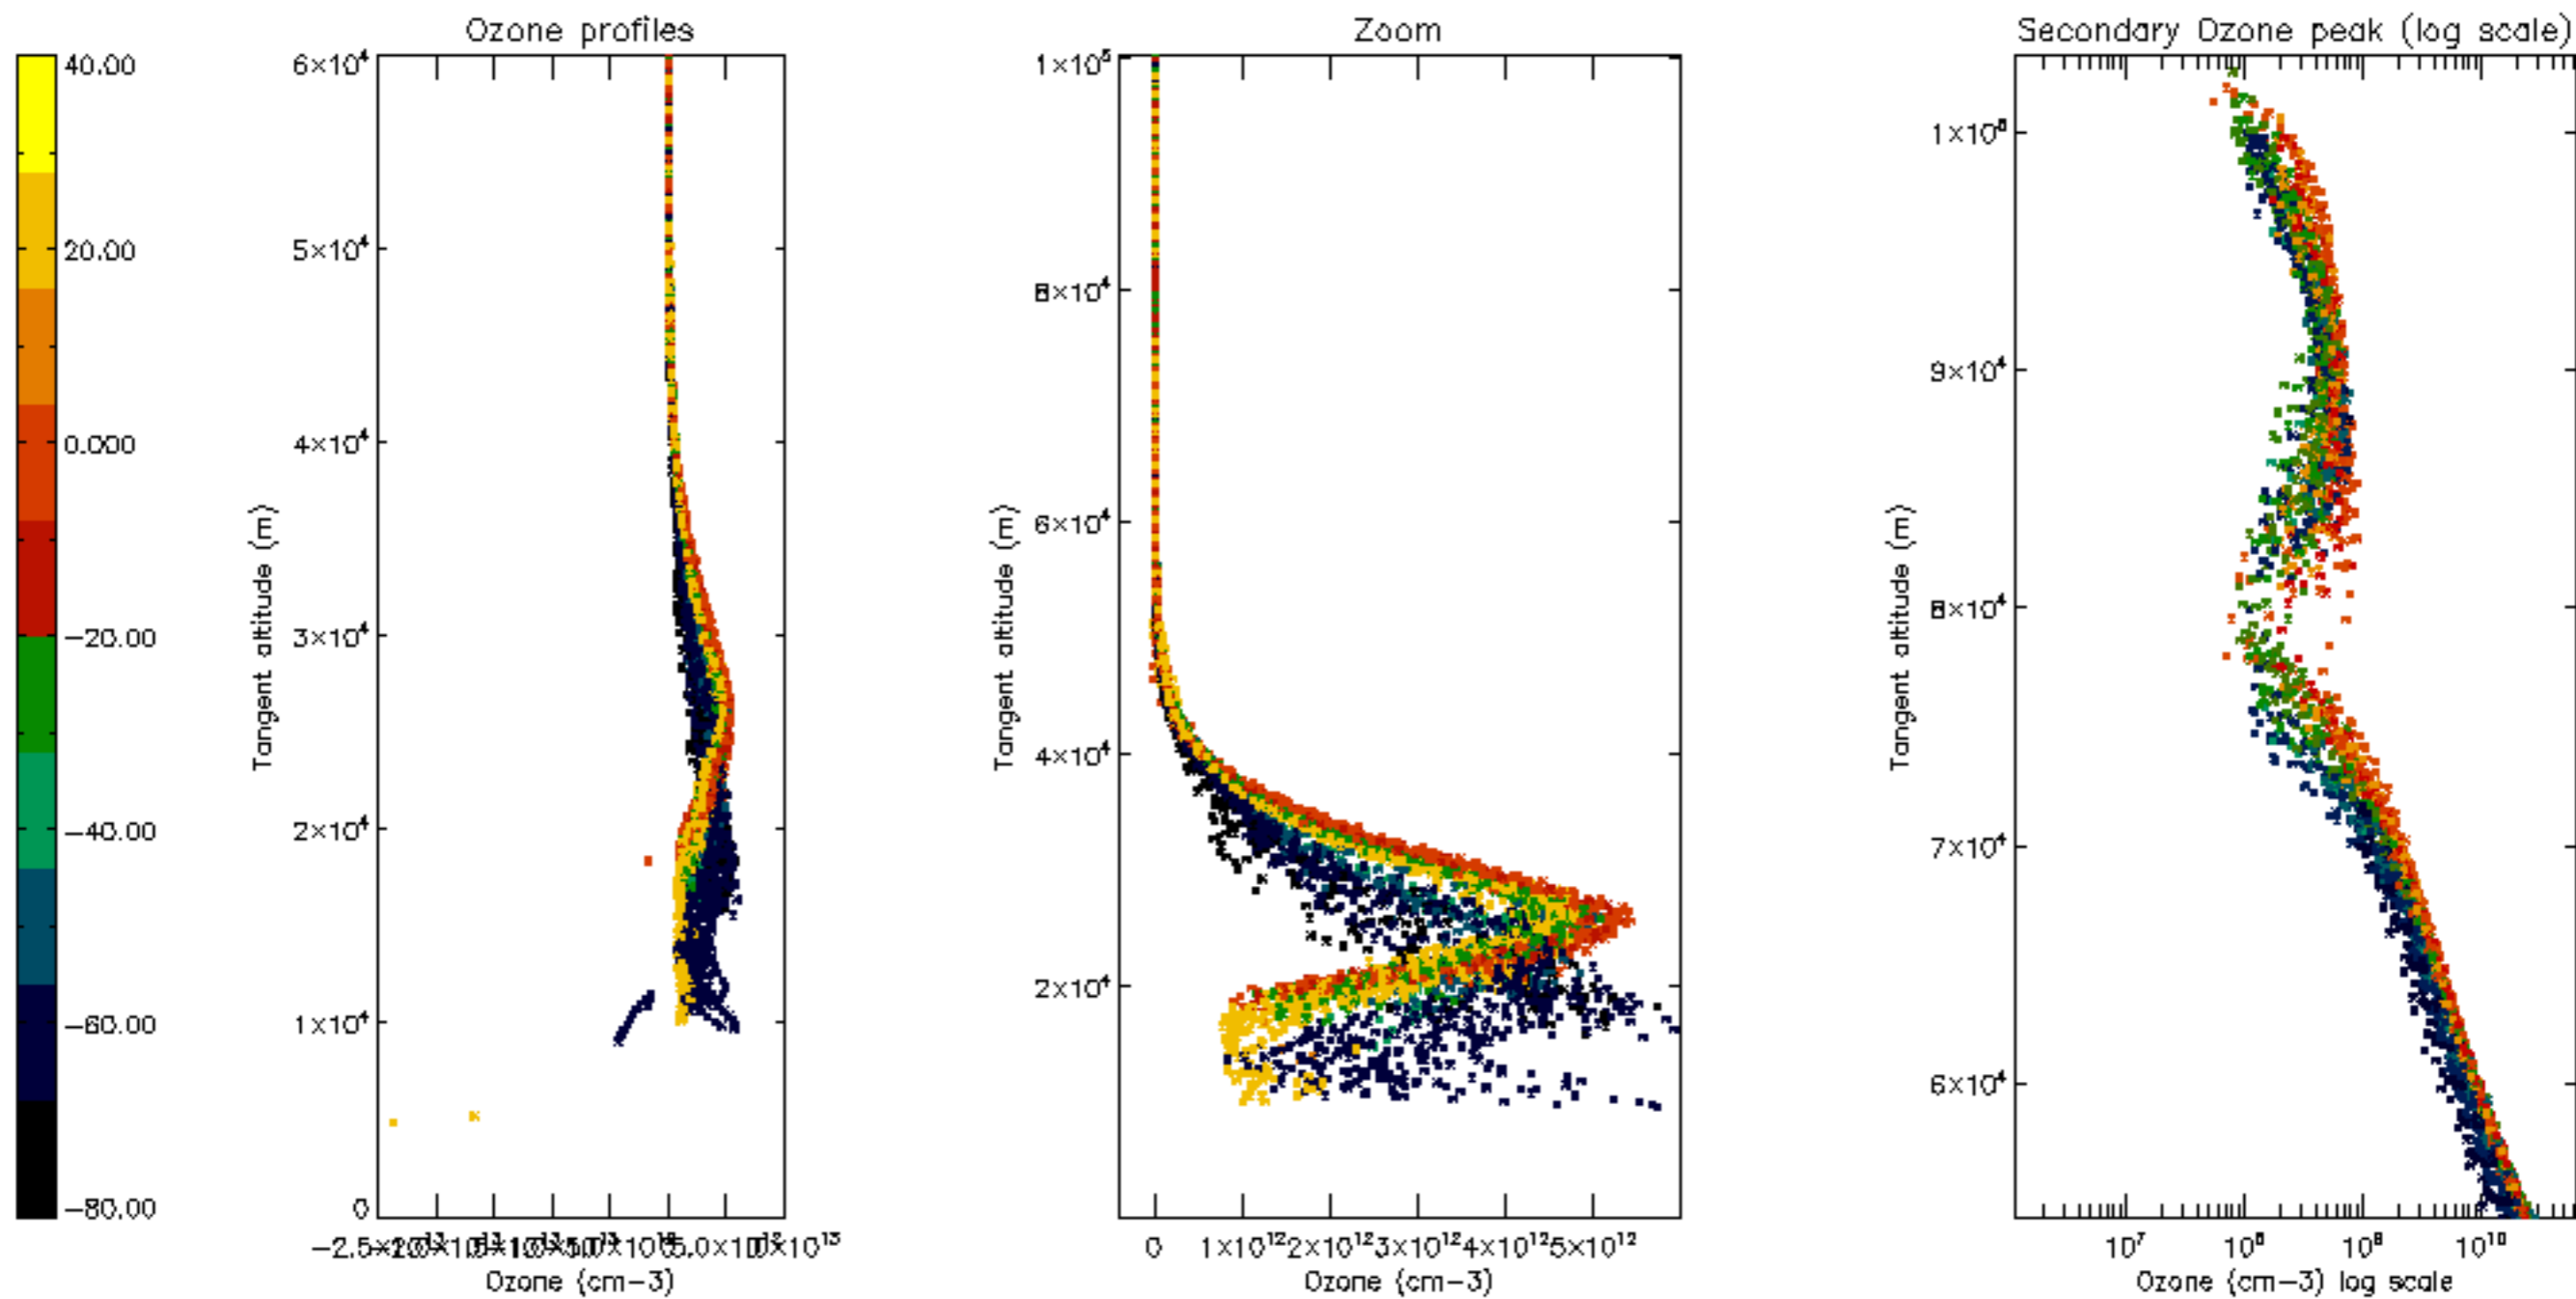 Ozone profiles
Zoom
Secondary Ozone peak (log scale)
40.00
20.00
0.000
−20.00
−40.00
−60.00
−80.00
6×10⁴
5×10⁴
4×10⁴
3×10⁴
2×10⁴
1×10⁴
0
Tangent altitude (m)
Ozone (cm−3)
1×10⁵
8×10⁴
6×10⁴
4×10⁴
2×10⁴
Tangent altitude (m)
0 1×10¹² 2×10¹² 3×10¹² 4×10¹² 5×10¹²
Ozone (cm−3)
9×10⁴
8×10⁴
7×10⁴
6×10⁴
Tangent altitude (m)
10⁷ 10⁸ 10⁹ 10¹⁰
Ozone (cm−3) log scale